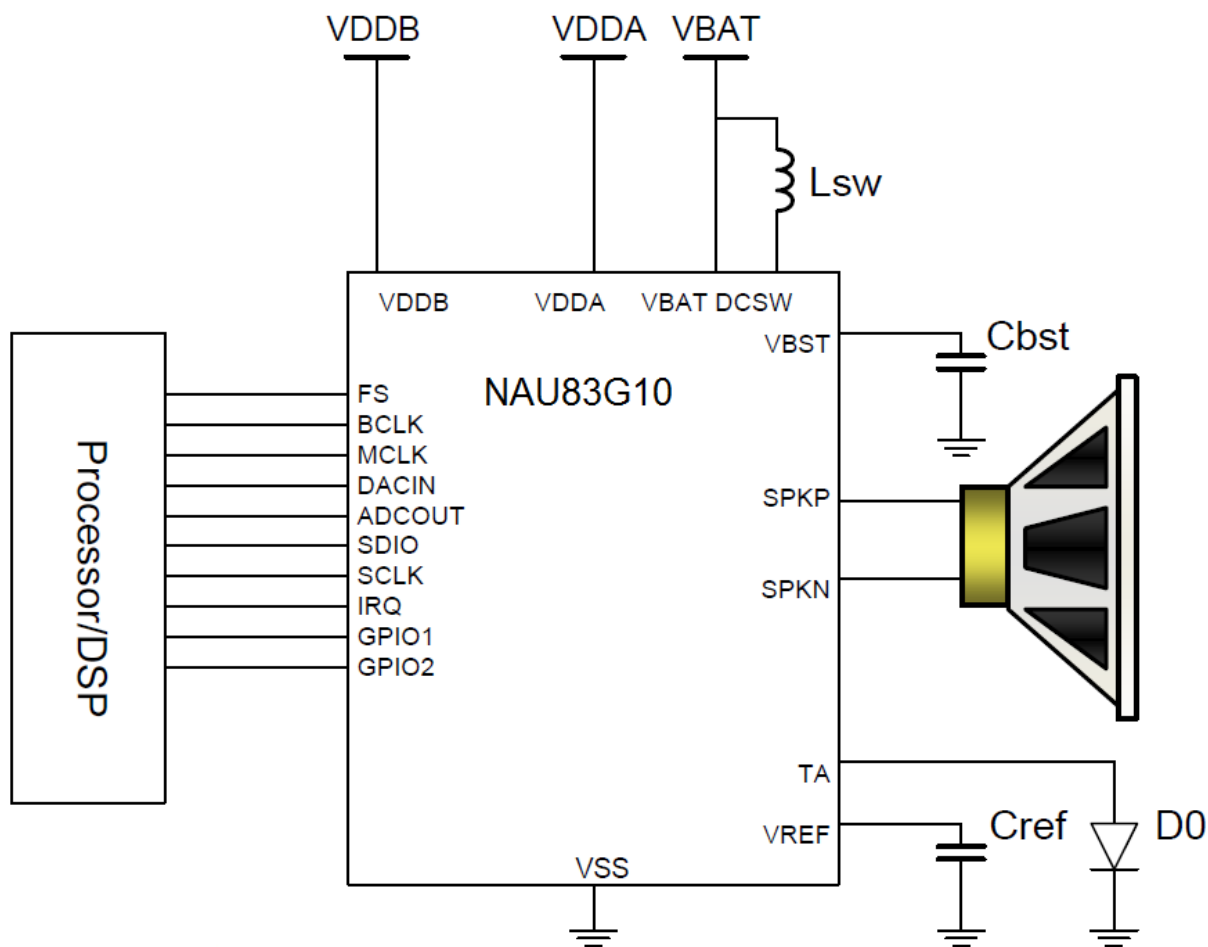 VDDB VDDA VBAT
Lsw
VDDB VDDA VBAT DCSW
VBST Cbst
NAU83G10
FS
BCLK
MCLK
DACIN
ADCOUT
SDIO
SCLK
IRQ
GPIO1
GPIO2
Processor/DSP
SPKP
SPKN
TA
VREF Cref D0
VSS